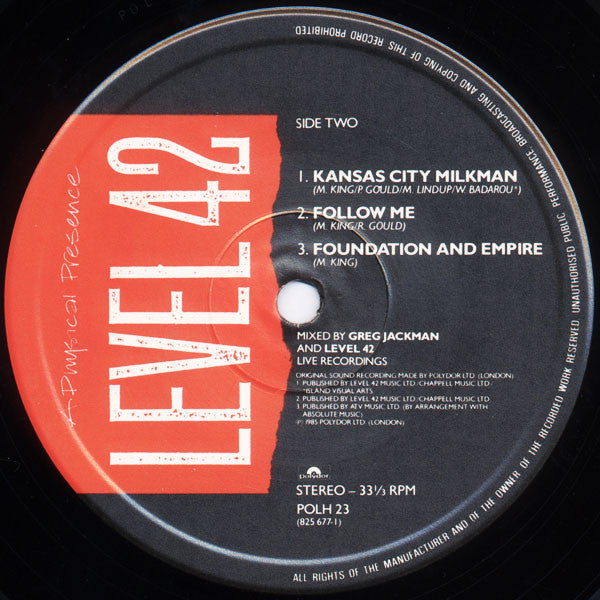 A Physical Presence
LEVEL 42
SIDE TWO
1. KANSAS CITY MILKMAN
(M. KING/P GOULD/M. LINDUP/W BADAROU*)
2. FOLLOW ME
(M. KING/R. GOULD)
3. FOUNDATION AND EMPIRE
(M. KING)
MIXED BY GREG JACKMAN
AND LEVEL 42
LIVE RECORDINGS
ORIGINAL SOUND RECORDING MADE BY POLYDOR LTD (LONDON)
1. PUBLISHED BY LEVEL 42 MUSIC LTD /CHAPPELL MUSIC LTD
*ISLAND VISUAL ARTS
2. PUBLISHED BY LEVEL 42 MUSIC LTD /CHAPPELL MUSIC LTD
3. PUBLISHED BY ATV MUSIC LTD (BY ARRANGEMENT WITH
ABSOLUTE MUSIC)
℗ 1985 POLYDOR LTD (LONDON)
polydor
STEREO – 33⅓ RPM
POLH 23
(825 677-1)
ALL RIGHTS OF THE MANUFACTURER AND OF THE OWNER OF THE RECORDED WORK RESERVED. UNAUTHORISED PUBLIC PERFORMANCE BROADCASTING AND COPYING OF THIS RECORD PROHIBITED